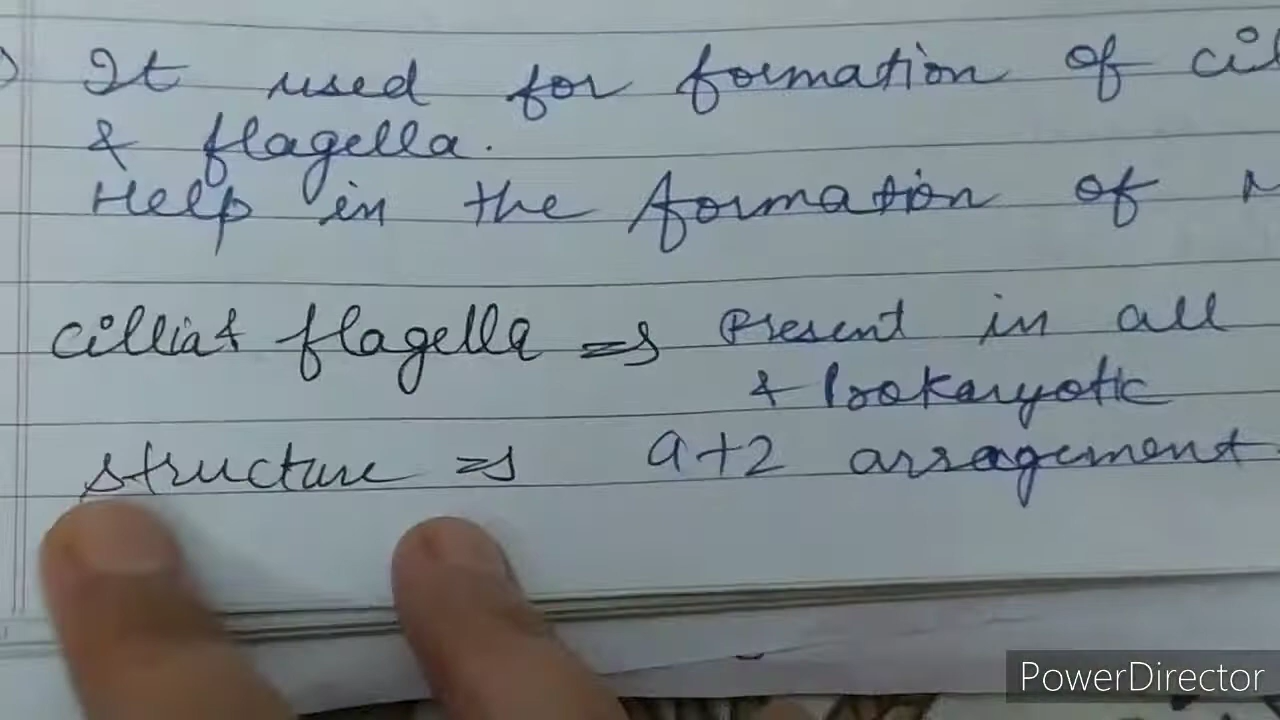 It used for formation of cil
& flagella.
Help in the formation of
cillia & flagella => Present in all
& Prokaryotic
structure => 9+2 arragement
PowerDirector